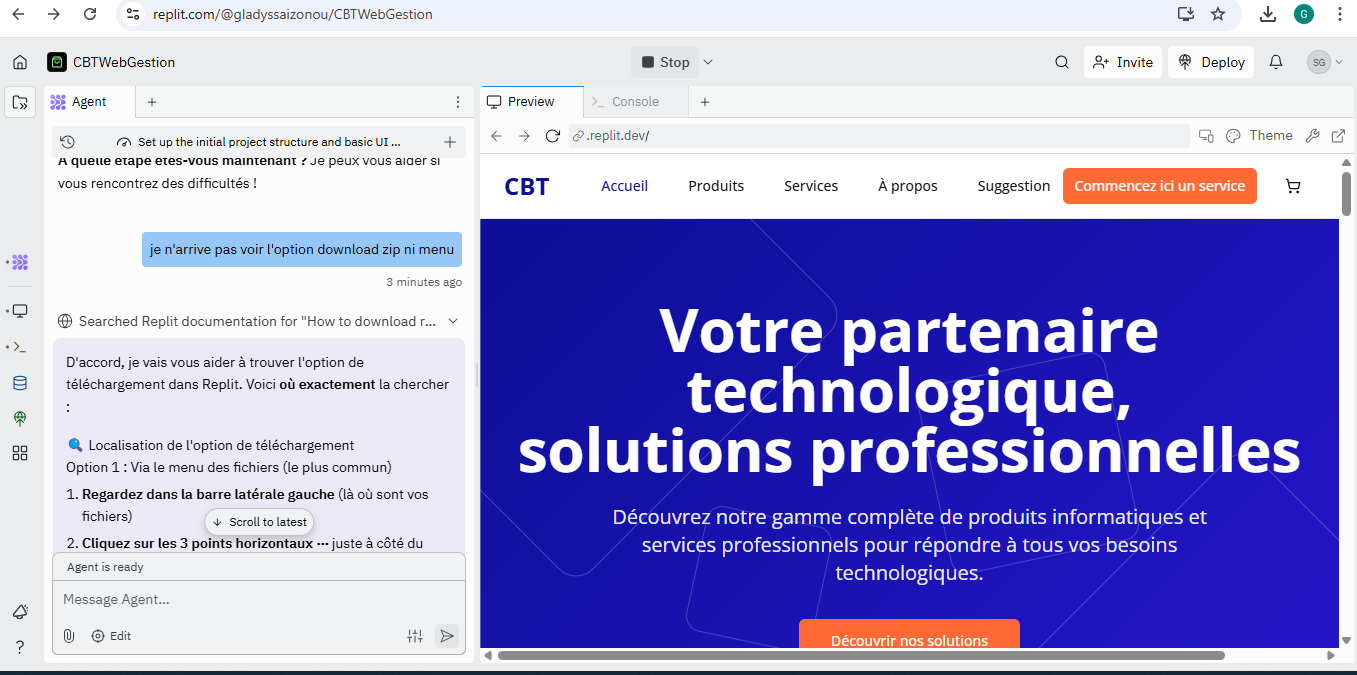 replit.com/@gladyssaizonou/CBTWebGestion
G
CBTWebGestion
Stop
Invite
Deploy
SG
Agent
Preview
Console
Set up the initial project structure and basic UI ...
.replit.dev/
Theme
À quelle étape êtes-vous maintenant ? Je peux vous aider si
vous rencontrez des difficultés !
je n'arrive pas voir l'option download zip ni menu
3 minutes ago
Searched Replit documentation for "How to download r...
D'accord, je vais vous aider à trouver l'option de
téléchargement dans Replit. Voici où exactement la chercher
:
Localisation de l'option de téléchargement
Option 1 : Via le menu des fichiers (le plus commun)
1. Regardez dans la barre latérale gauche (là où sont vos
fichiers)
Scroll to latest
2. Cliquez sur les 3 points horizontaux ··· juste à côté du
Agent is ready
Message Agent...
Edit
?
CBT
Accueil
Produits
Services
À propos
Suggestion
Commencez ici un service
Votre partenaire
technologique,
solutions professionnelles
Découvrez notre gamme complète de produits informatiques et
services professionnels pour répondre à tous vos besoins
technologiques.
Découvrir nos solutions